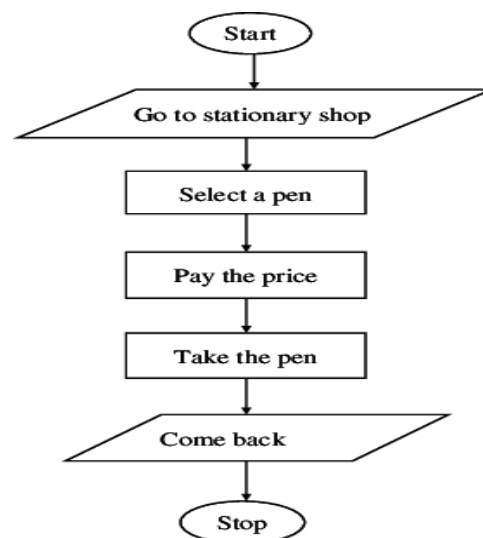 Start
Go to stationary shop
Select a pen
Pay the price
Take the pen
Come back
Stop